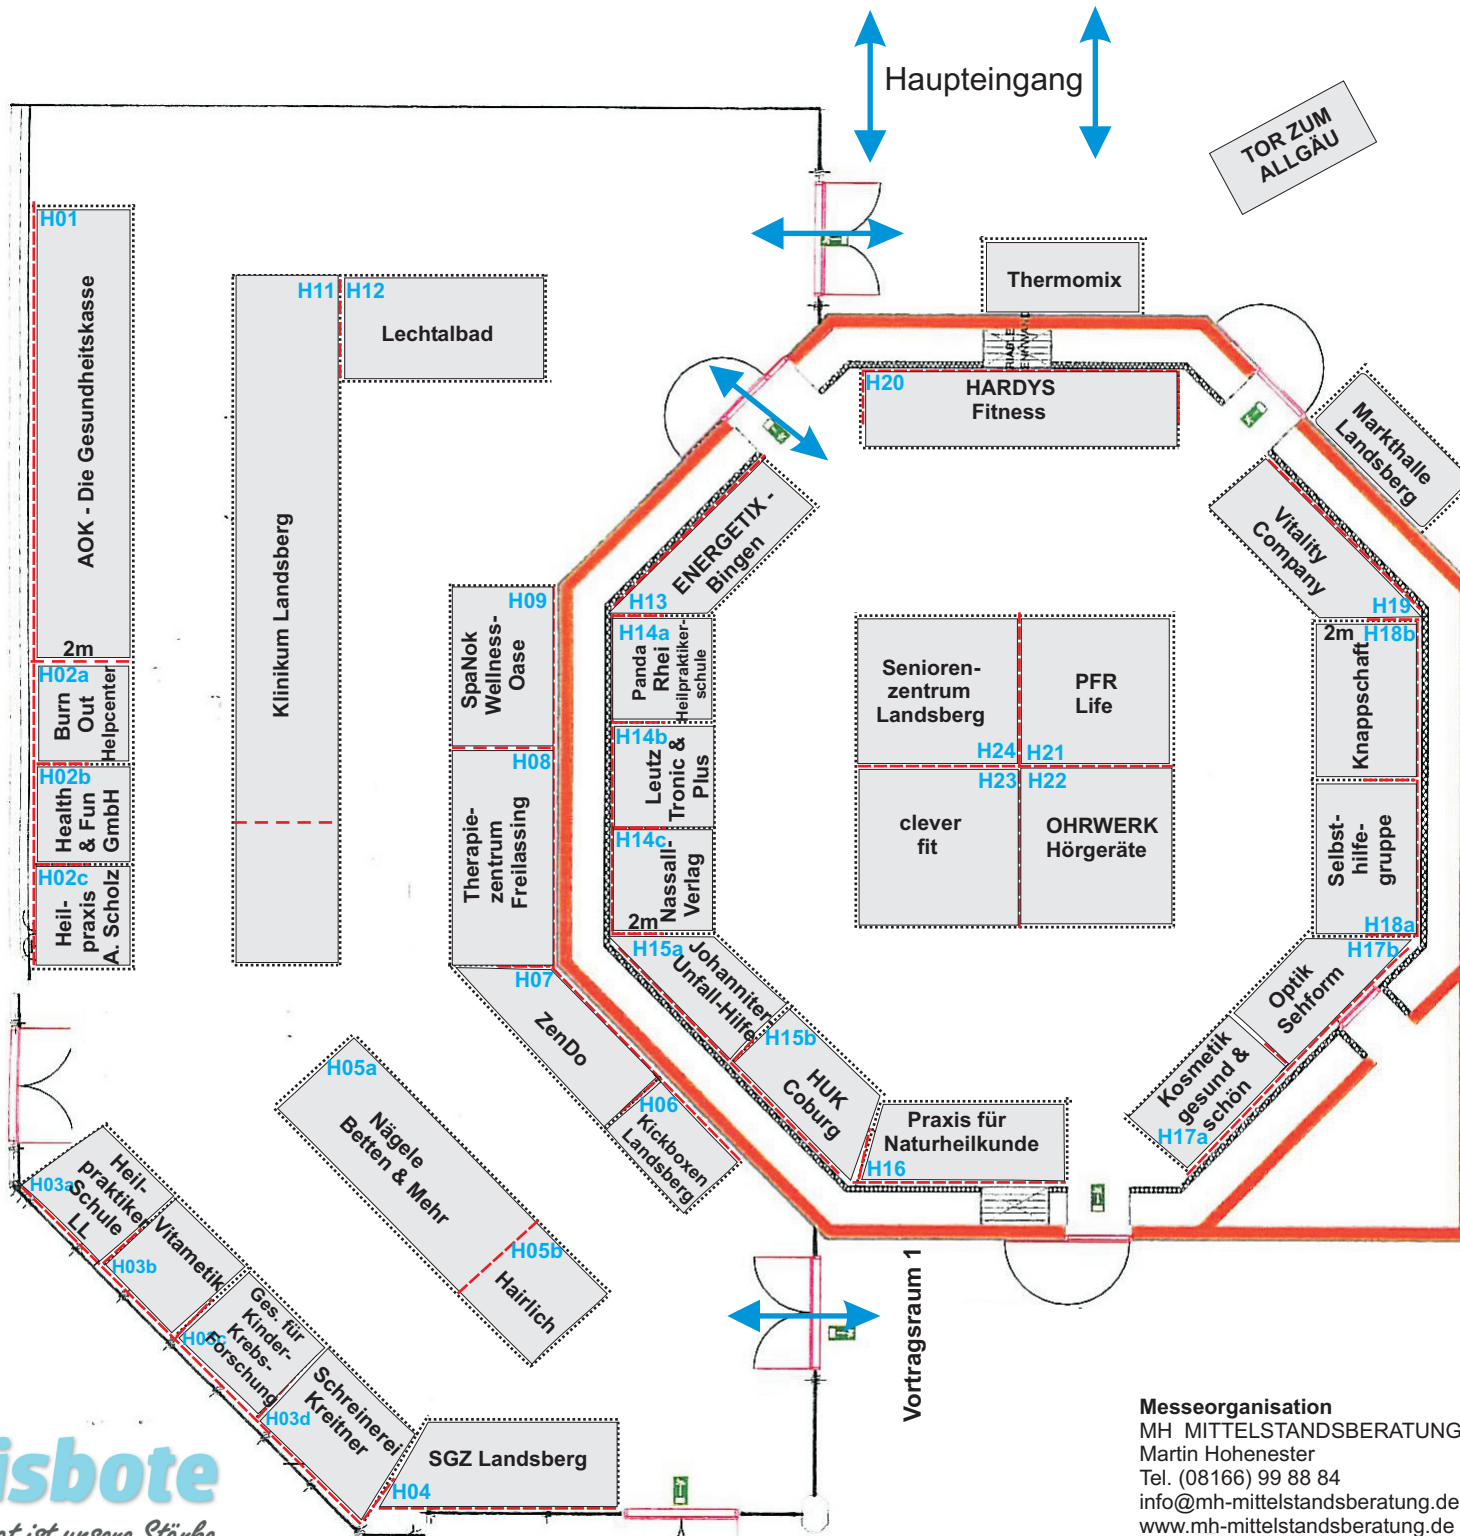 Haupteingang
TOR ZUM
ALLGÄU
H01
AOK - Die Gesundheitskasse
2m
H02a
Burn
Out
Helpcenter
H02b
Health
& Fun
GmbH
H02c
Heil-
praxis
A. Scholz
H11
Klinikum Landsberg
H12
Lechtalbad
Thermomix
H20
HARDYS
Fitness
Markthalle
Landsberg
ENERGETIX -
Bingen
H13
Vitality
Company
H19
H09
SpaNok
Wellness-
Oase
H08
Therapie-
zentrum
Freilassing
H14a
Panda
Rhei
Heilpraktiker-
schule
H14b
Leutz
Tronic &
Plus
H14c
Nassall-
Verlag
2m
Senioren-
zentrum
Landsberg
H24
PFR
Life
H21
H23
clever
fit
H22
OHRWERK
Hörgeräte
2m
H18b
Knappschaft
Selbst-
hilfe-
gruppe
H18a
H17b
Optik
Sehform
Kosmetik
gesund &
schön
H17a
H15a
Johanniter
Unfall-Hilfe
H15b
HUK
Coburg
Praxis für
Naturheilkunde
H16
H07
ZenDo
H06
Kickboxen
Landsberg
H05a
Nägele
Betten & Mehr
H05b
Hairlich
H03a
Heil-
praktiker
Schule
LL
H03b
Vitametik
H03c
Ges. für
Kinder-
Krebs-
Forschung
H03d
Schreinerei
Kreitner
SGZ Landsberg
H04
Vortragsraum 1
isbote
ist unsere Stärke
Messeorganisation
MH MITTELSTANDSBERATUNG
Martin Hohenester
Tel. (08166) 99 88 84
info@mh-mittelstandsberatung.de
www.mh-mittelstandsberatung.de